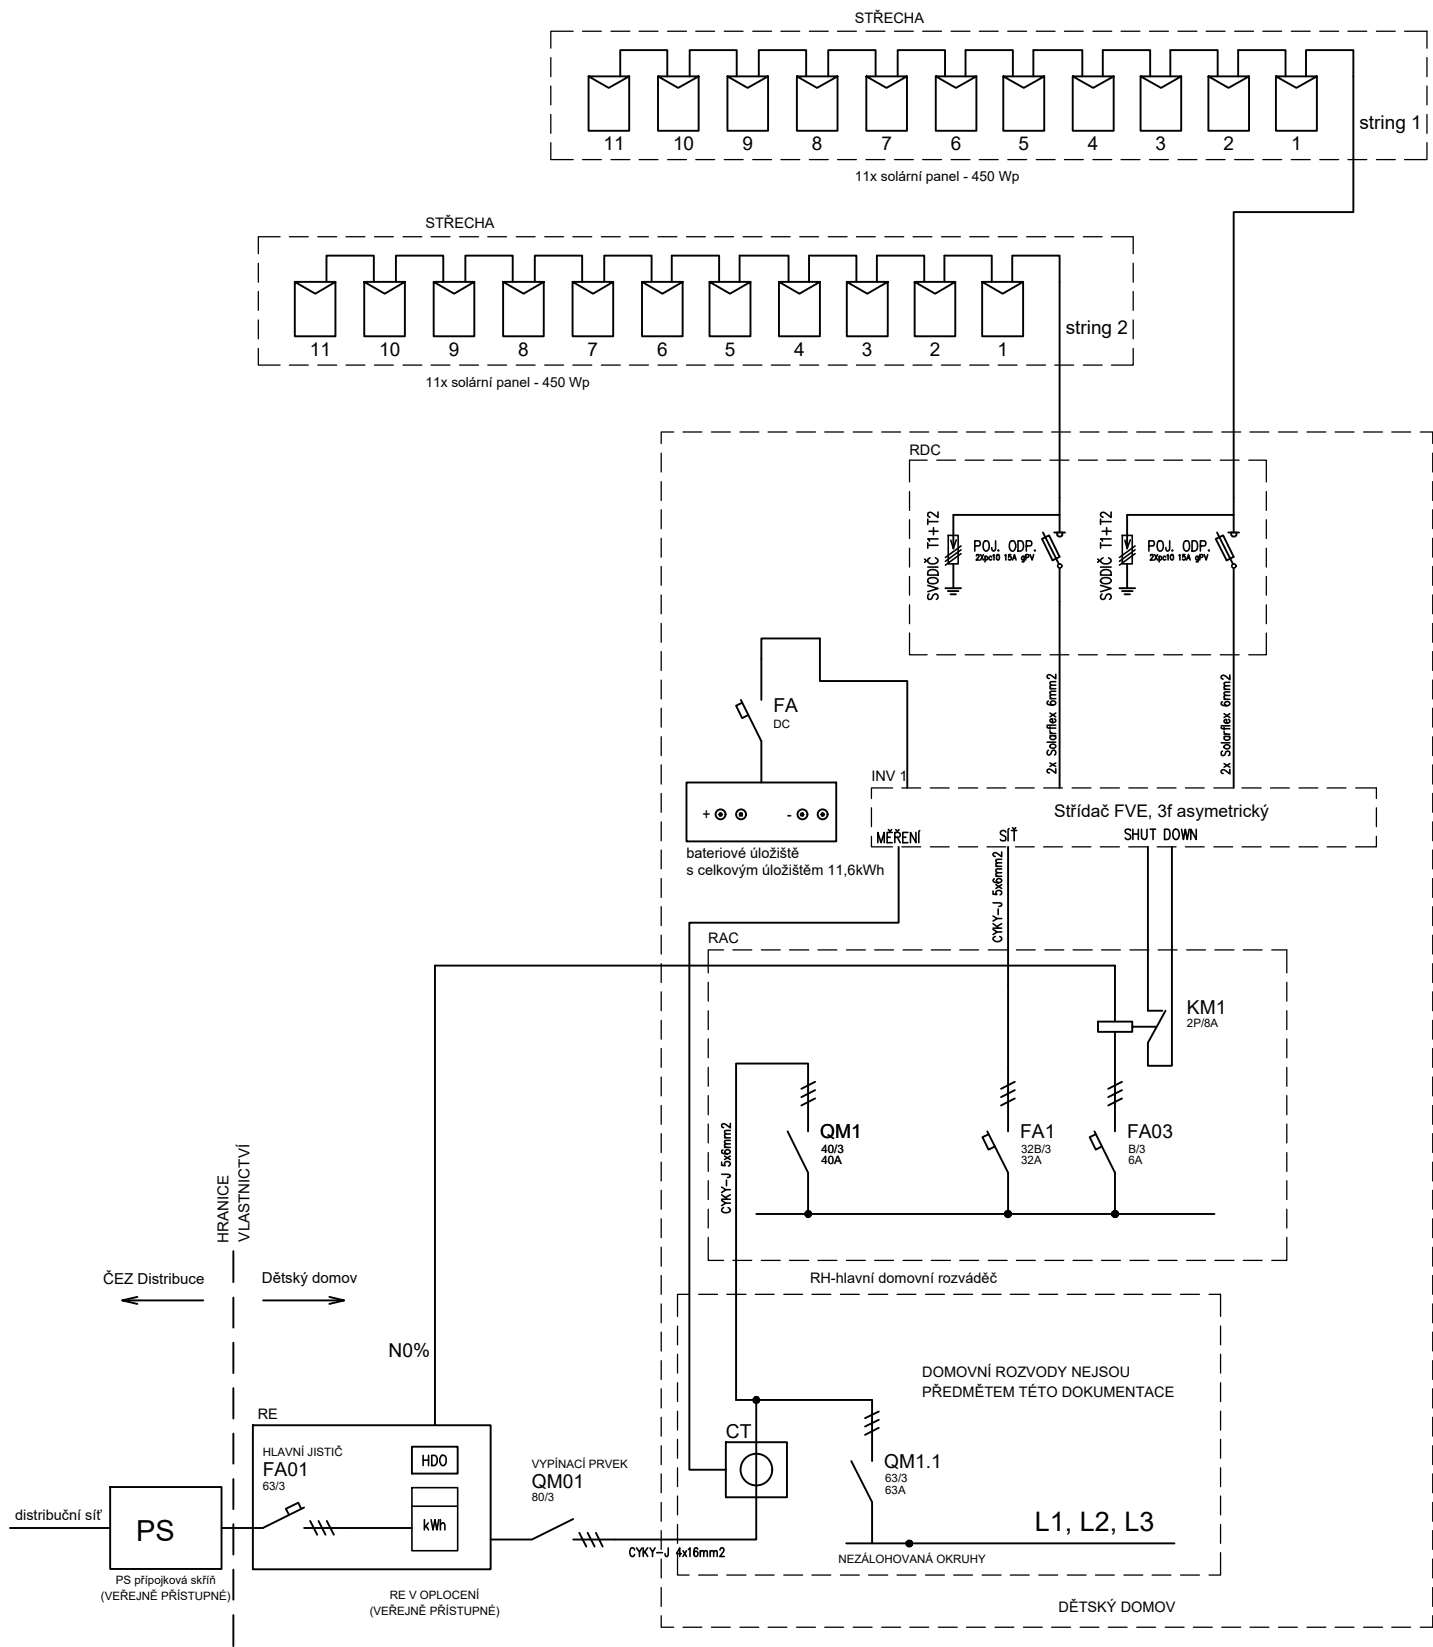 STŘECHA
11 10 9 8 7 6 5 4 3 2 1
string 1
11x solární panel - 450 Wp
STŘECHA
11 10 9 8 7 6 5 4 3 2 1
string 2
11x solární panel - 450 Wp
RDC
SVODIČ T1+T2
POJ. ODP.
2Xpc10 15A gPV
SVODIČ T1+T2
POJ. ODP.
2Xpc10 15A gPV
2x Solarflex 6mm2
2x Solarflex 6mm2
FA
DC
+ -
bateriové úložiště
s celkovým úložištěm 11,6kWh
INV 1
Střídač FVE, 3f asymetrický
MĚŘENÍ
SÍŤ
SHUT DOWN
CYKY-J 5x6mm2
RAC
KM1
2P/8A
QM1
40/3
40A
FA1
32B/3
32A
FA03
B/3
6A
CYKY-J 5x6mm2
HRANICE
VLASTNICTVÍ
ČEZ Distribuce
Dětský domov
RH-hlavní domovní rozváděč
N0%
DOMOVNÍ ROZVODY NEJSOU
PŘEDMĚTEM TÉTO DOKUMENTACE
RE
HLAVNÍ JISTIČ
FA01
63/3
HDO
kWh
VYPÍNACÍ PRVEK
QM01
80/3
CT
QM1.1
63/3
63A
L1, L2, L3
distribuční síť
PS
CYKY-J 4x16mm2
NEZÁLOHOVANÁ OKRUHY
PS přípojková skříň
(VEŘEJNĚ PŘÍSTUPNÉ)
RE V OPLOCENÍ
(VEŘEJNĚ PŘÍSTUPNÉ)
DĚTSKÝ DOMOV